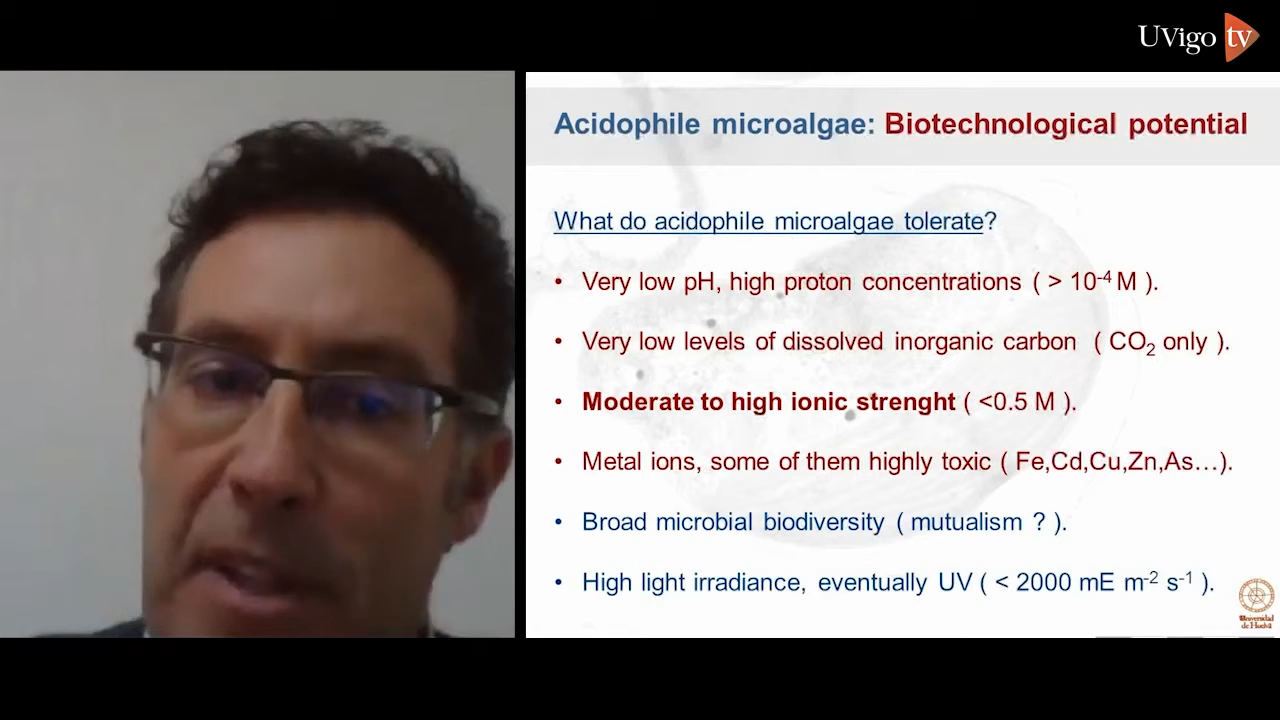 UVigo tv
Acidophile microalgae: Biotechnological potential
What do acidophile microalgae tolerate?
• Very low pH, high proton concentrations ( > 10⁻⁴ M ).
• Very low levels of dissolved inorganic carbon ( CO₂ only ).
• Moderate to high ionic strenght ( <0.5 M ).
• Metal ions, some of them highly toxic ( Fe,Cd,Cu,Zn,As…).
• Broad microbial biodiversity ( mutualism ? ).
• High light irradiance, eventually UV ( < 2000 mE m⁻² s⁻¹ ).
Universidad
de Huelva